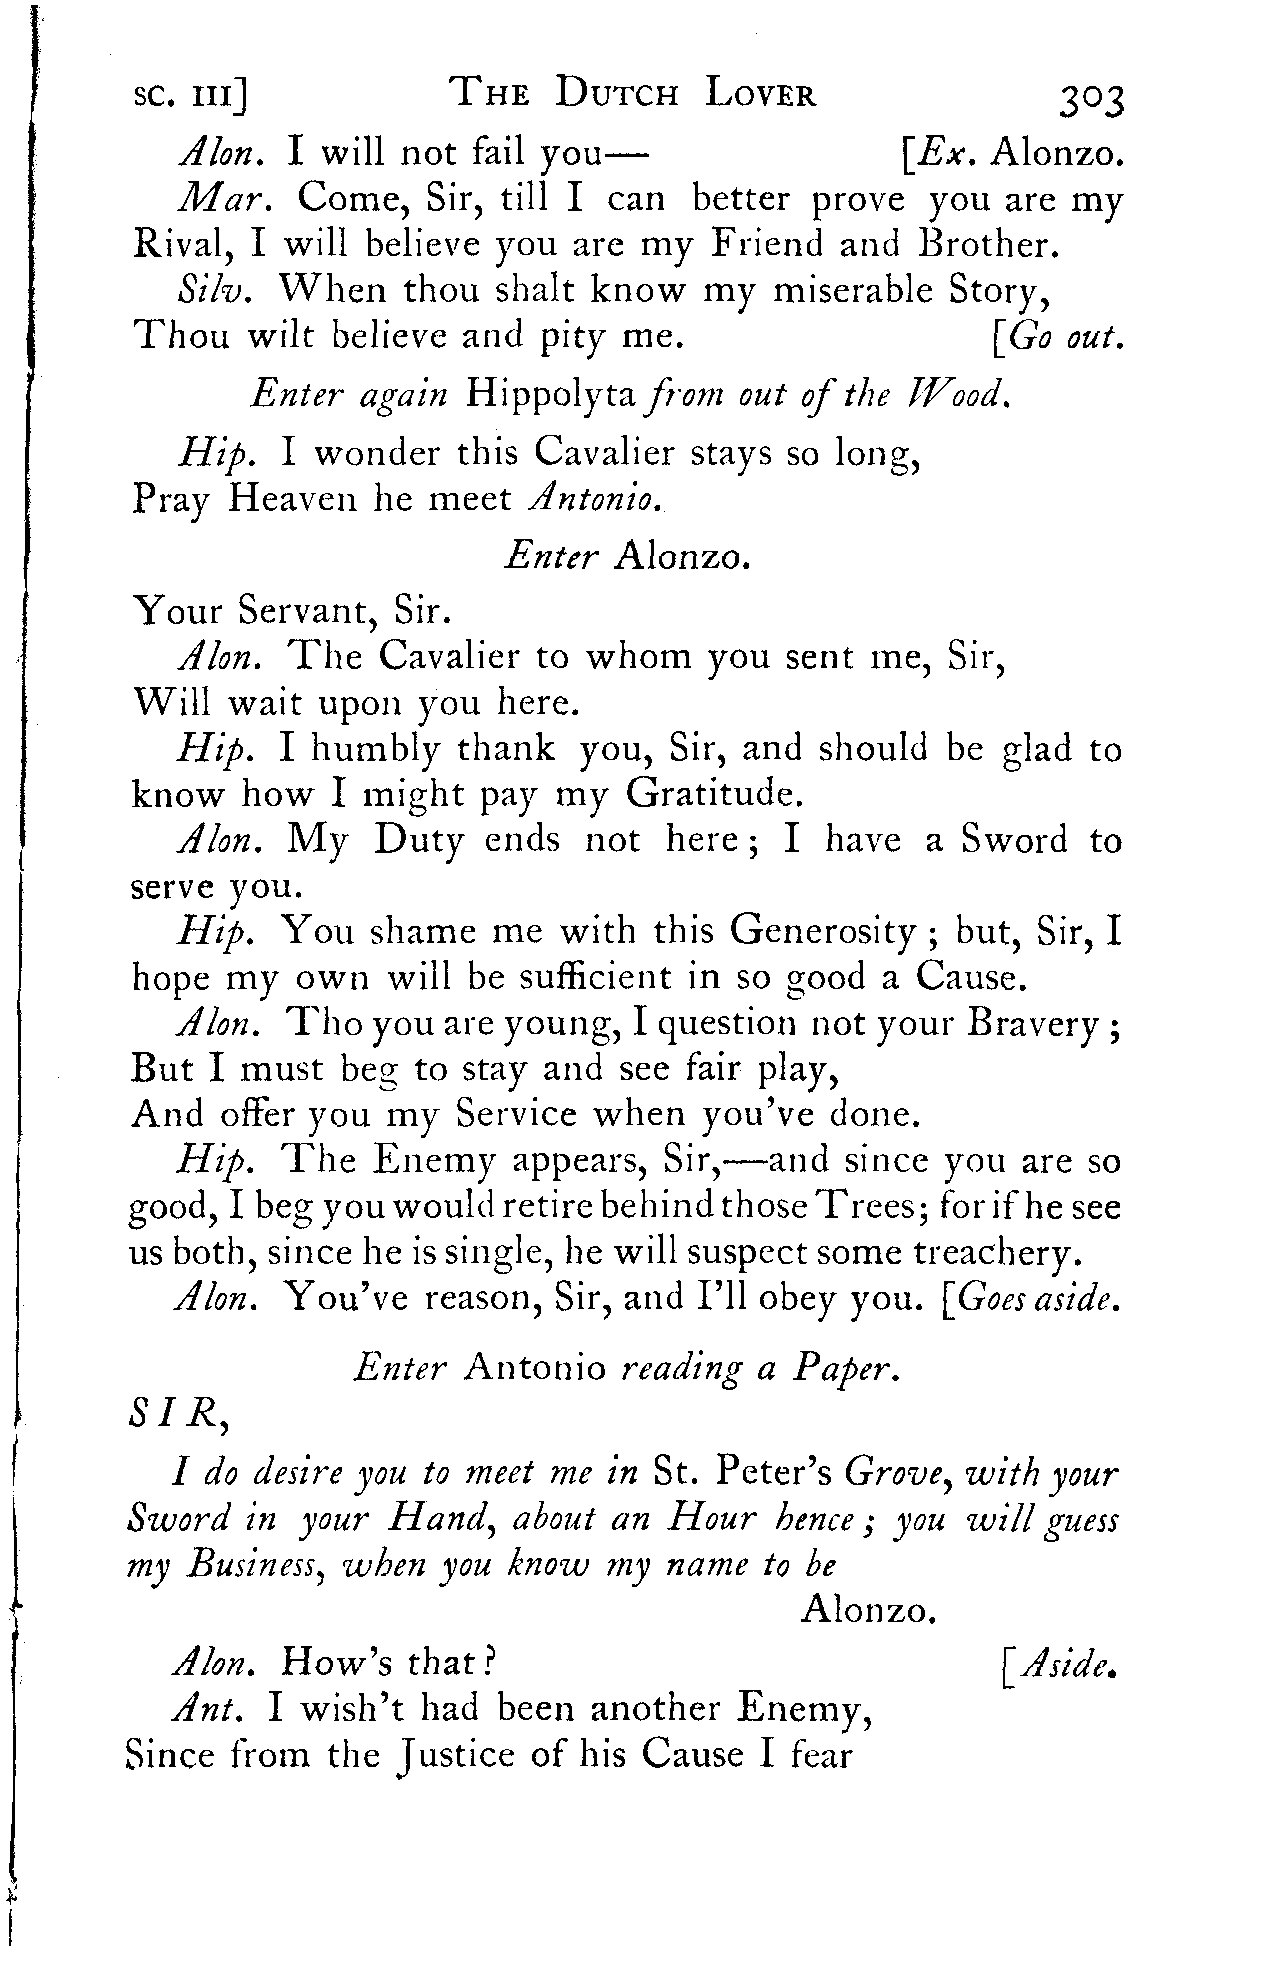 SC. III] THE DUTCH LOVER 303
Alon. I will not fail you— [Ex. Alonzo.
Mar. Come, Sir, till I can better prove you are my
Rival, I will believe you are my Friend and Brother.
Silv. When thou shalt know my miserable Story,
Thou wilt believe and pity me. [Go out.
Enter again Hippolyta from out of the Wood.
Hip. I wonder this Cavalier stays so long,
Pray Heaven he meet Antonio.
Enter Alonzo.
Your Servant, Sir.
Alon. The Cavalier to whom you sent me, Sir,
Will wait upon you here.
Hip. I humbly thank you, Sir, and should be glad to
know how I might pay my Gratitude.
Alon. My Duty ends not here; I have a Sword to
serve you.
Hip. You shame me with this Generosity; but, Sir, I
hope my own will be sufficient in so good a Cause.
Alon. Tho you are young, I question not your Bravery;
But I must beg to stay and see fair play,
And offer you my Service when you've done.
Hip. The Enemy appears, Sir,—and since you are so
good, I beg you would retire behind those Trees; for if he see
us both, since he is single, he will suspect some treachery.
Alon. You've reason, Sir, and I'll obey you. [Goes aside.
Enter Antonio reading a Paper.
SIR,
I do desire you to meet me in St. Peter's Grove, with your
Sword in your Hand, about an Hour hence; you will guess
my Business, when you know my name to be
Alonzo.
Alon. How's that? [Aside.
Ant. I wish't had been another Enemy,
Since from the Justice of his Cause I fear